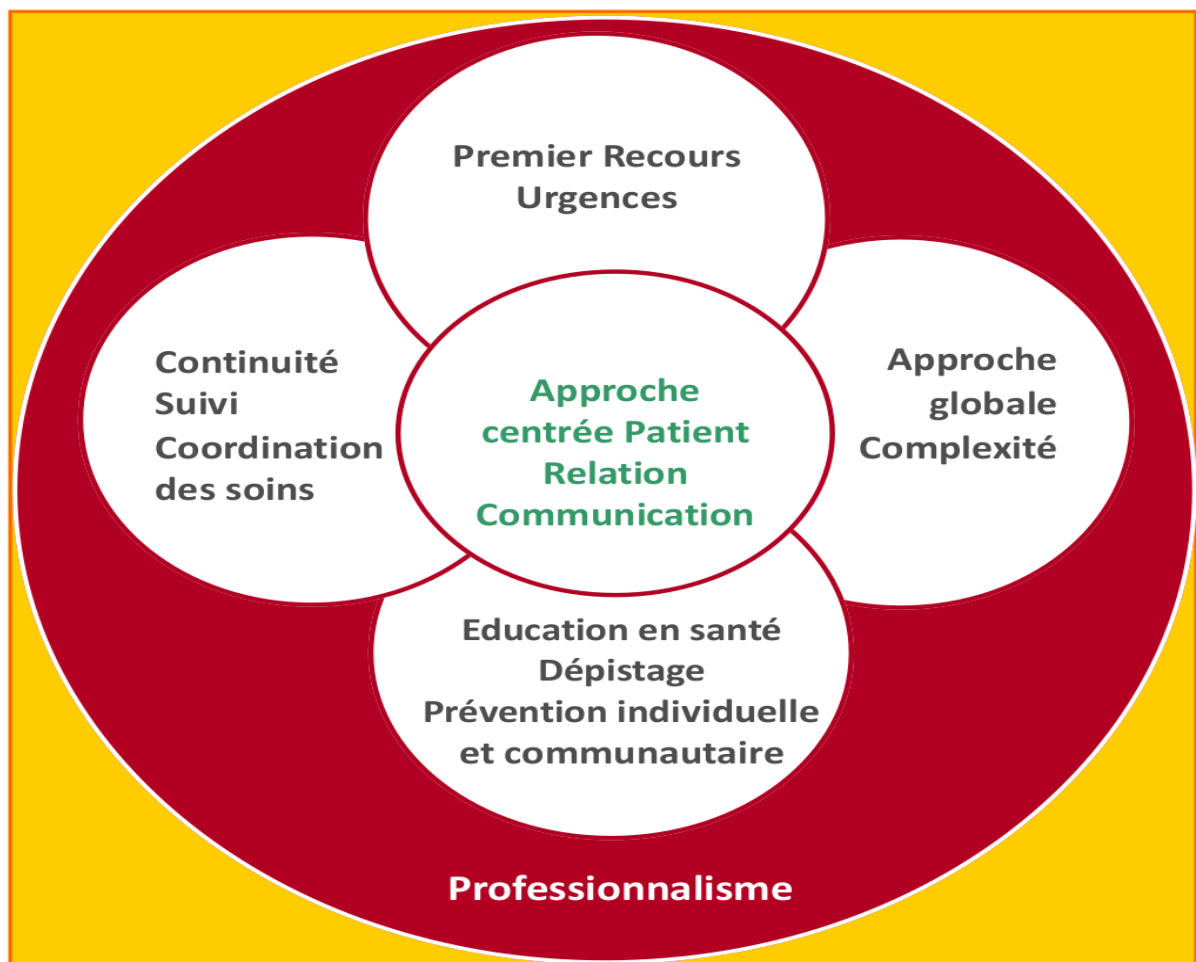 Premier Recours
Urgences
Continuité
Suivi
Coordination
des soins
Approche
centrée Patient
Relation
Communication
Approche
globale
Complexité
Education en santé
Dépistage
Prévention individuelle
et communautaire
Professionnalisme